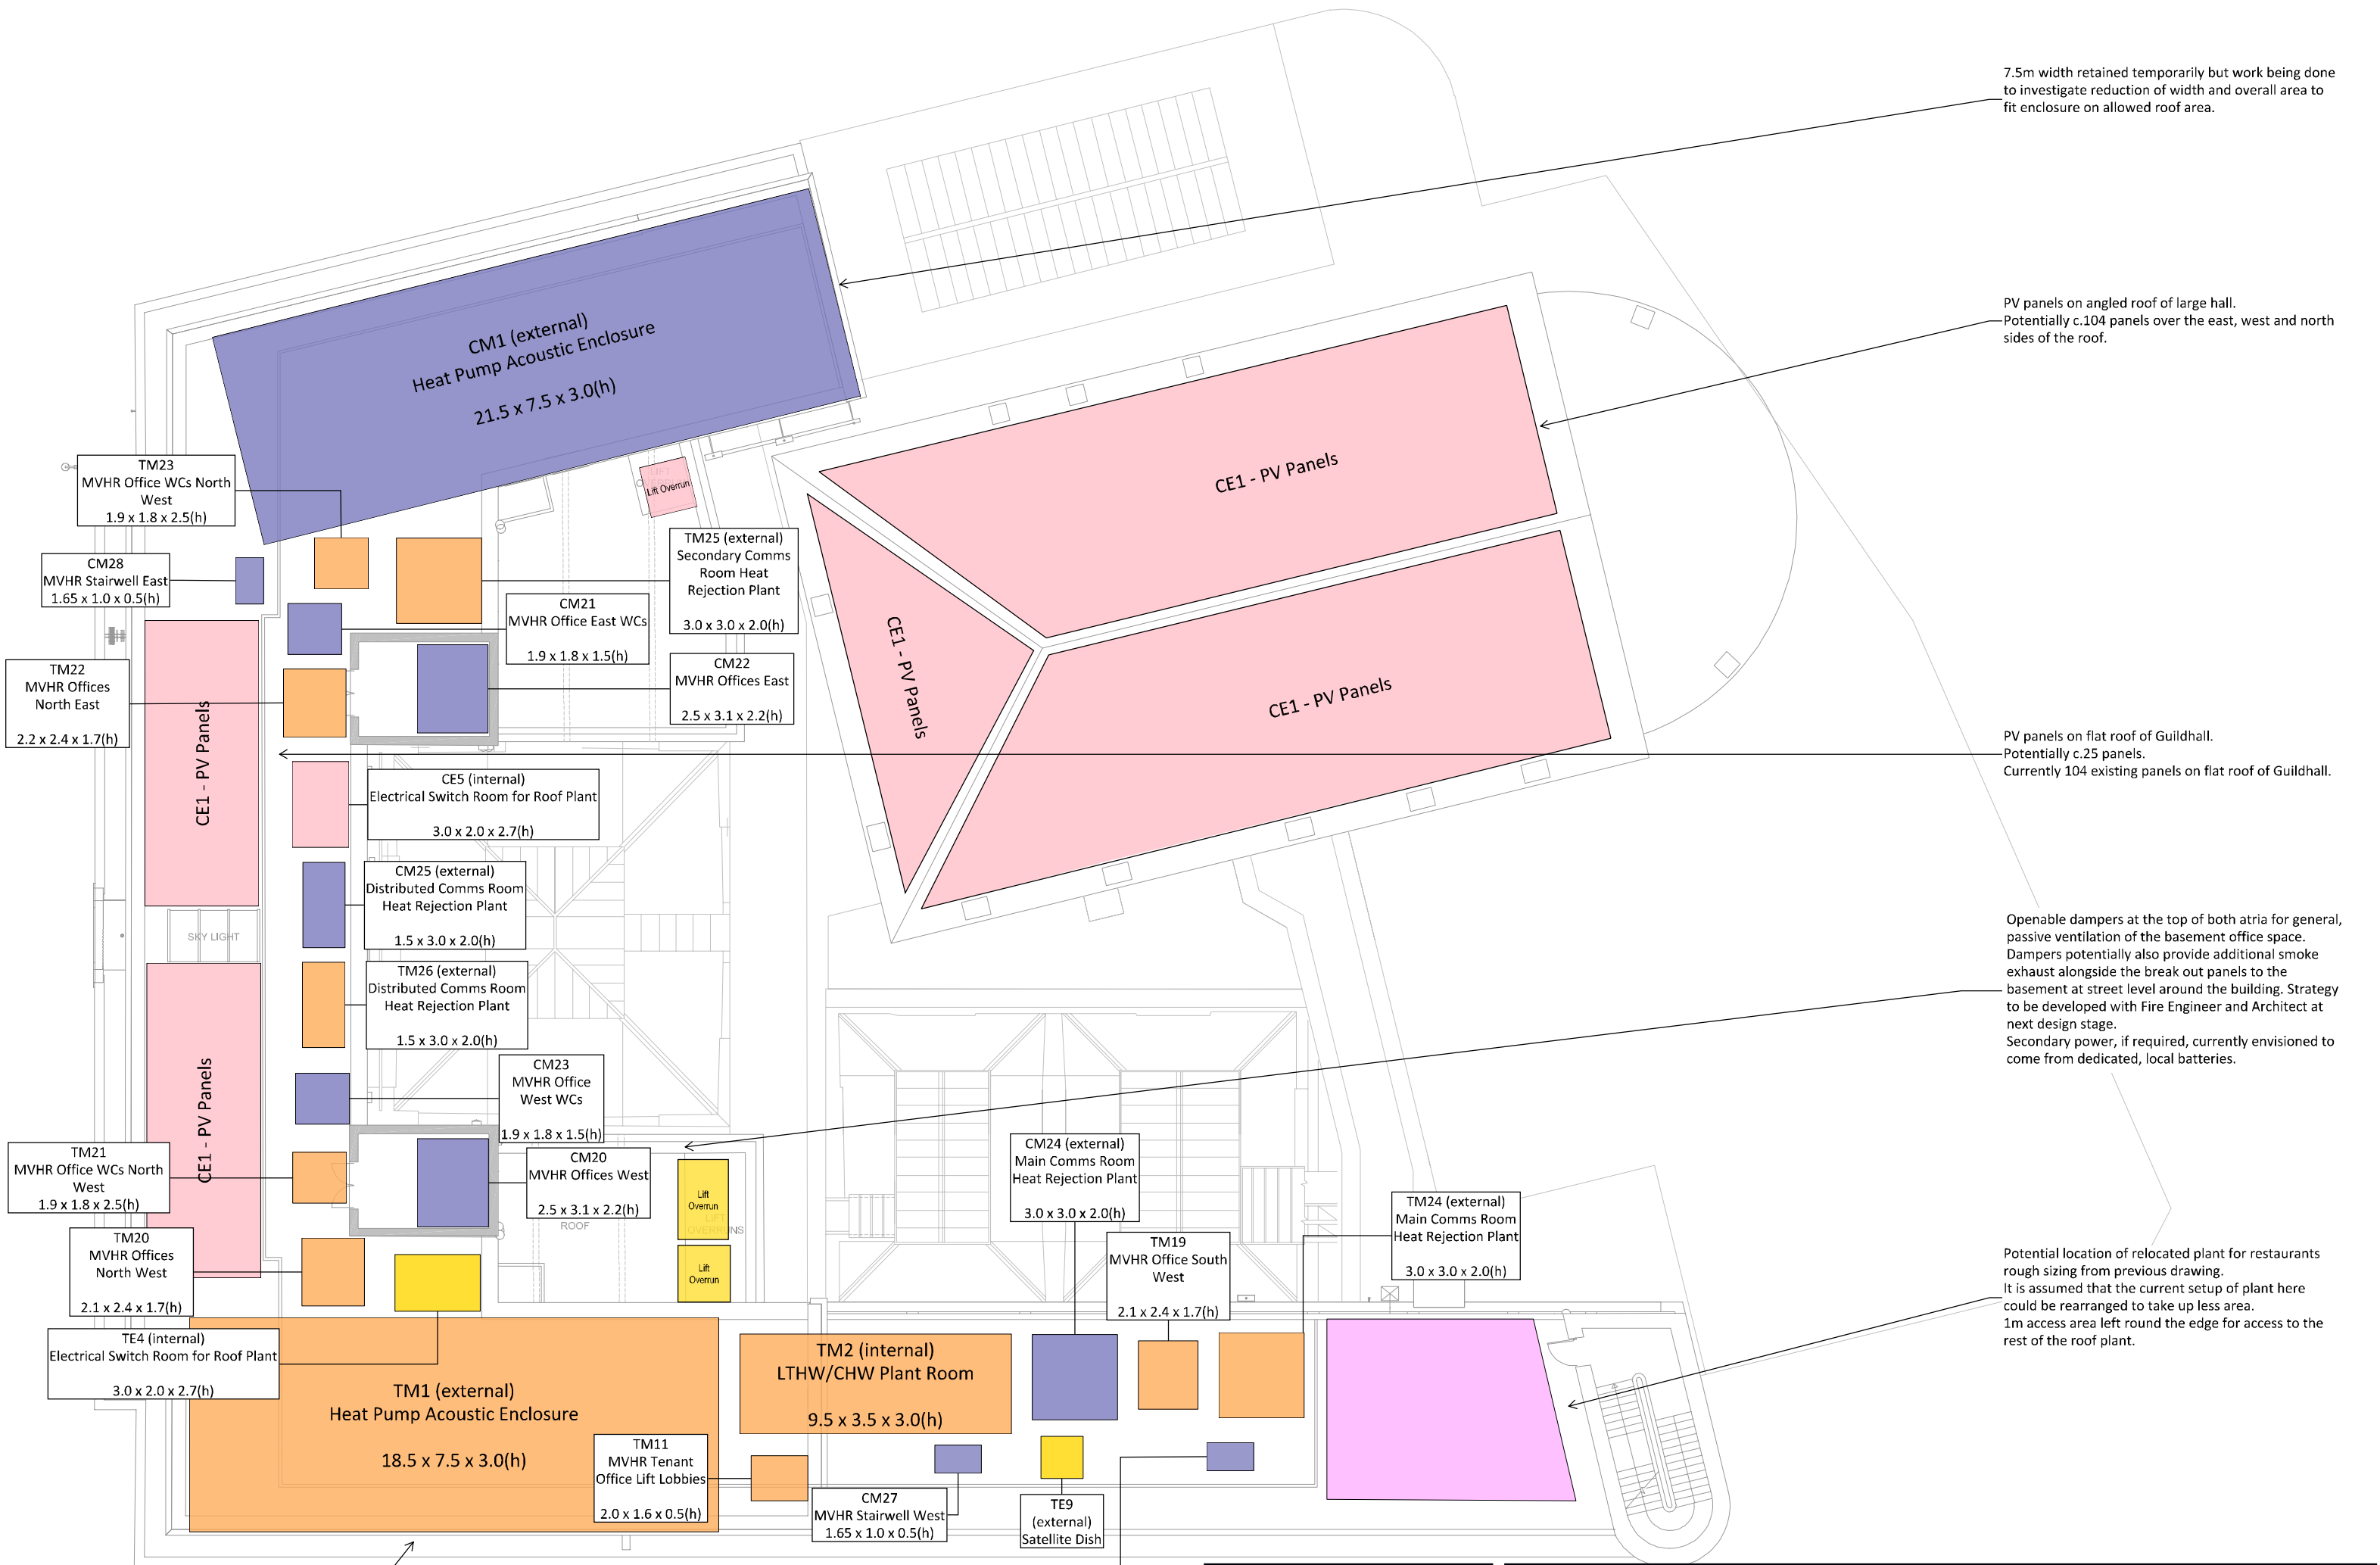 7.5m width retained temporarily but work being done
to investigate reduction of width and overall area to
fit enclosure on allowed roof area.
CM1 (external)
Heat Pump Acoustic Enclosure
21.5 x 7.5 x 3.0(h)
PV panels on angled roof of large hall.
Potentially c.104 panels over the east, west and north
sides of the roof.
CE1 - PV Panels
CE1 - PV Panels
CE1 - PV Panels
TM23
MVHR Office WCs North
West
1.9 x 1.8 x 2.5(h)
LIFT
Lift Overrun
CM28
MVHR Stairwell East
1.65 x 1.0 x 0.5(h)
TM25 (external)
Secondary Comms
Room Heat
Rejection Plant
3.0 x 3.0 x 2.0(h)
CM21
MVHR Office East WCs
1.9 x 1.8 x 1.5(h)
TM22
MVHR Offices
North East
2.2 x 2.4 x 1.7(h)
CM22
MVHR Offices East
2.5 x 3.1 x 2.2(h)
CE1 - PV Panels
PV panels on flat roof of Guildhall.
Potentially c.25 panels.
Currently 104 existing panels on flat roof of Guildhall.
CE5 (internal)
Electrical Switch Room for Roof Plant
3.0 x 2.0 x 2.7(h)
CM25 (external)
Distributed Comms Room
Heat Rejection Plant
1.5 x 3.0 x 2.0(h)
SKY LIGHT
TM26 (external)
Distributed Comms Room
Heat Rejection Plant
1.5 x 3.0 x 2.0(h)
Openable dampers at the top of both atria for general,
passive ventilation of the basement office space.
Dampers potentially also provide additional smoke
exhaust alongside the break out panels to the
basement at street level around the building. Strategy
to be developed with Fire Engineer and Architect at
next design stage.
Secondary power, if required, currently envisioned to
come from dedicated, local batteries.
CE1 - PV Panels
CM23
MVHR Office
West WCs
1.9 x 1.8 x 1.5(h)
TM21
MVHR Office WCs North
West
1.9 x 1.8 x 2.5(h)
CM20
MVHR Offices West
2.5 x 3.1 x 2.2(h)
ROOF
Lift
Overrun
LIFT
OVERRUNS
Lift
Overrun
CM24 (external)
Main Comms Room
Heat Rejection Plant
3.0 x 3.0 x 2.0(h)
TM19
MVHR Office South
West
2.1 x 2.4 x 1.7(h)
TM24 (external)
Main Comms Room
Heat Rejection Plant
3.0 x 3.0 x 2.0(h)
TM20
MVHR Offices
North West
2.1 x 2.4 x 1.7(h)
Potential location of relocated plant for restaurants
rough sizing from previous drawing.
It is assumed that the current setup of plant here
could be rearranged to take up less area.
1m access area left round the edge for access to the
rest of the roof plant.
TE4 (internal)
Electrical Switch Room for Roof Plant
3.0 x 2.0 x 2.7(h)
TM1 (external)
Heat Pump Acoustic Enclosure
18.5 x 7.5 x 3.0(h)
TM2 (internal)
LTHW/CHW Plant Room
9.5 x 3.5 x 3.0(h)
TM11
MVHR Tenant
Office Lift Lobbies
2.0 x 1.6 x 0.5(h)
CM27
MVHR Stairwell West
1.65 x 1.0 x 0.5(h)
TE9
(external)
Satellite Dish